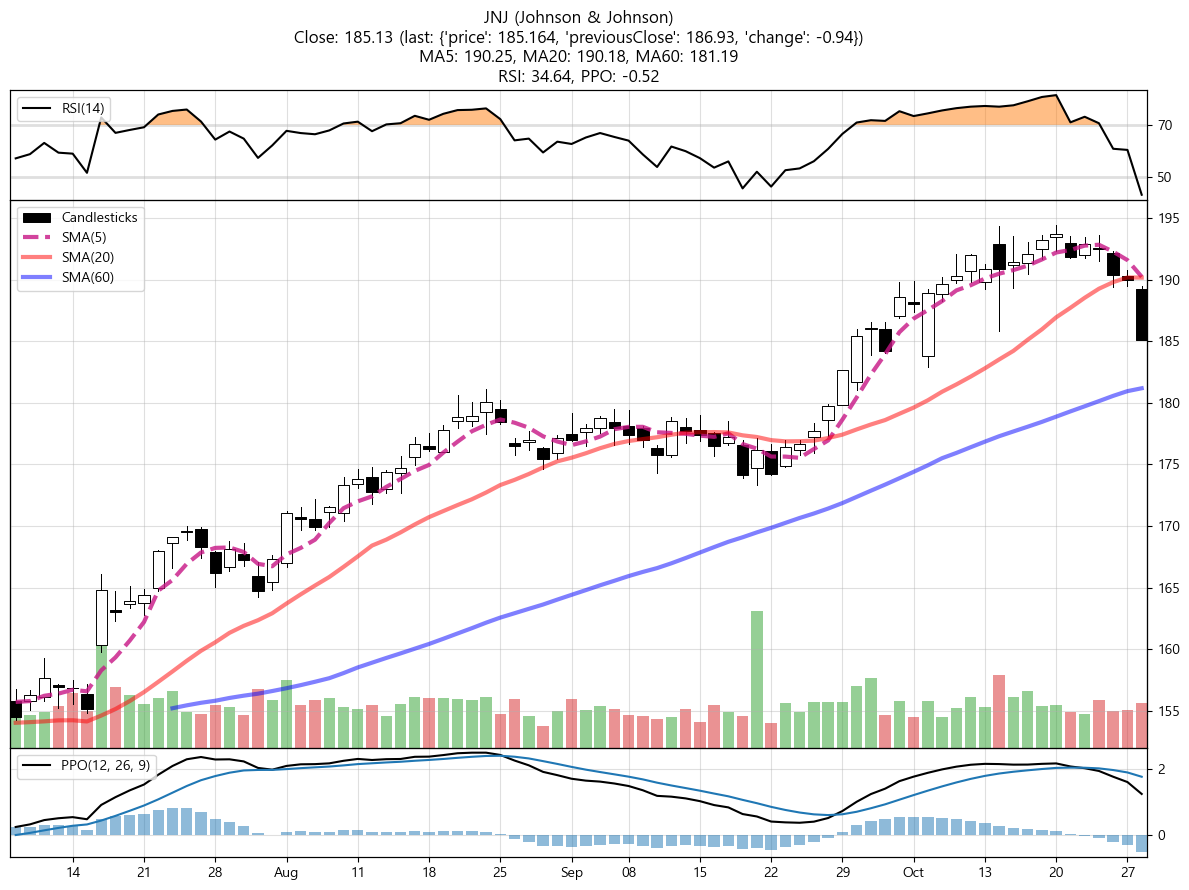 JNJ (Johnson & Johnson)
Close: 185.13 (last: {'price': 185.164, 'previousClose': 186.93, 'change': -0.94})
MA5: 190.25, MA20: 190.18, MA60: 181.19
RSI: 34.64, PPO: -0.52
RSI(14)
70
50
Candlesticks
SMA(5)
SMA(20)
SMA(60)
195
190
185
180
175
170
165
160
155
PPO(12, 26, 9)
2
0
14 21 28 Aug 11 18 25 Sep 08 15 22 29 Oct 13 20 27